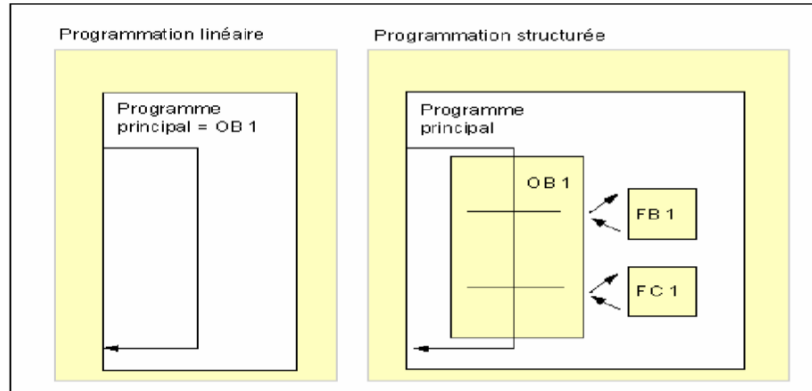 Programmation linéaire
Programme
principal = OB 1
Programmation structurée
Programme
principal
OB 1
FB 1
FC 1